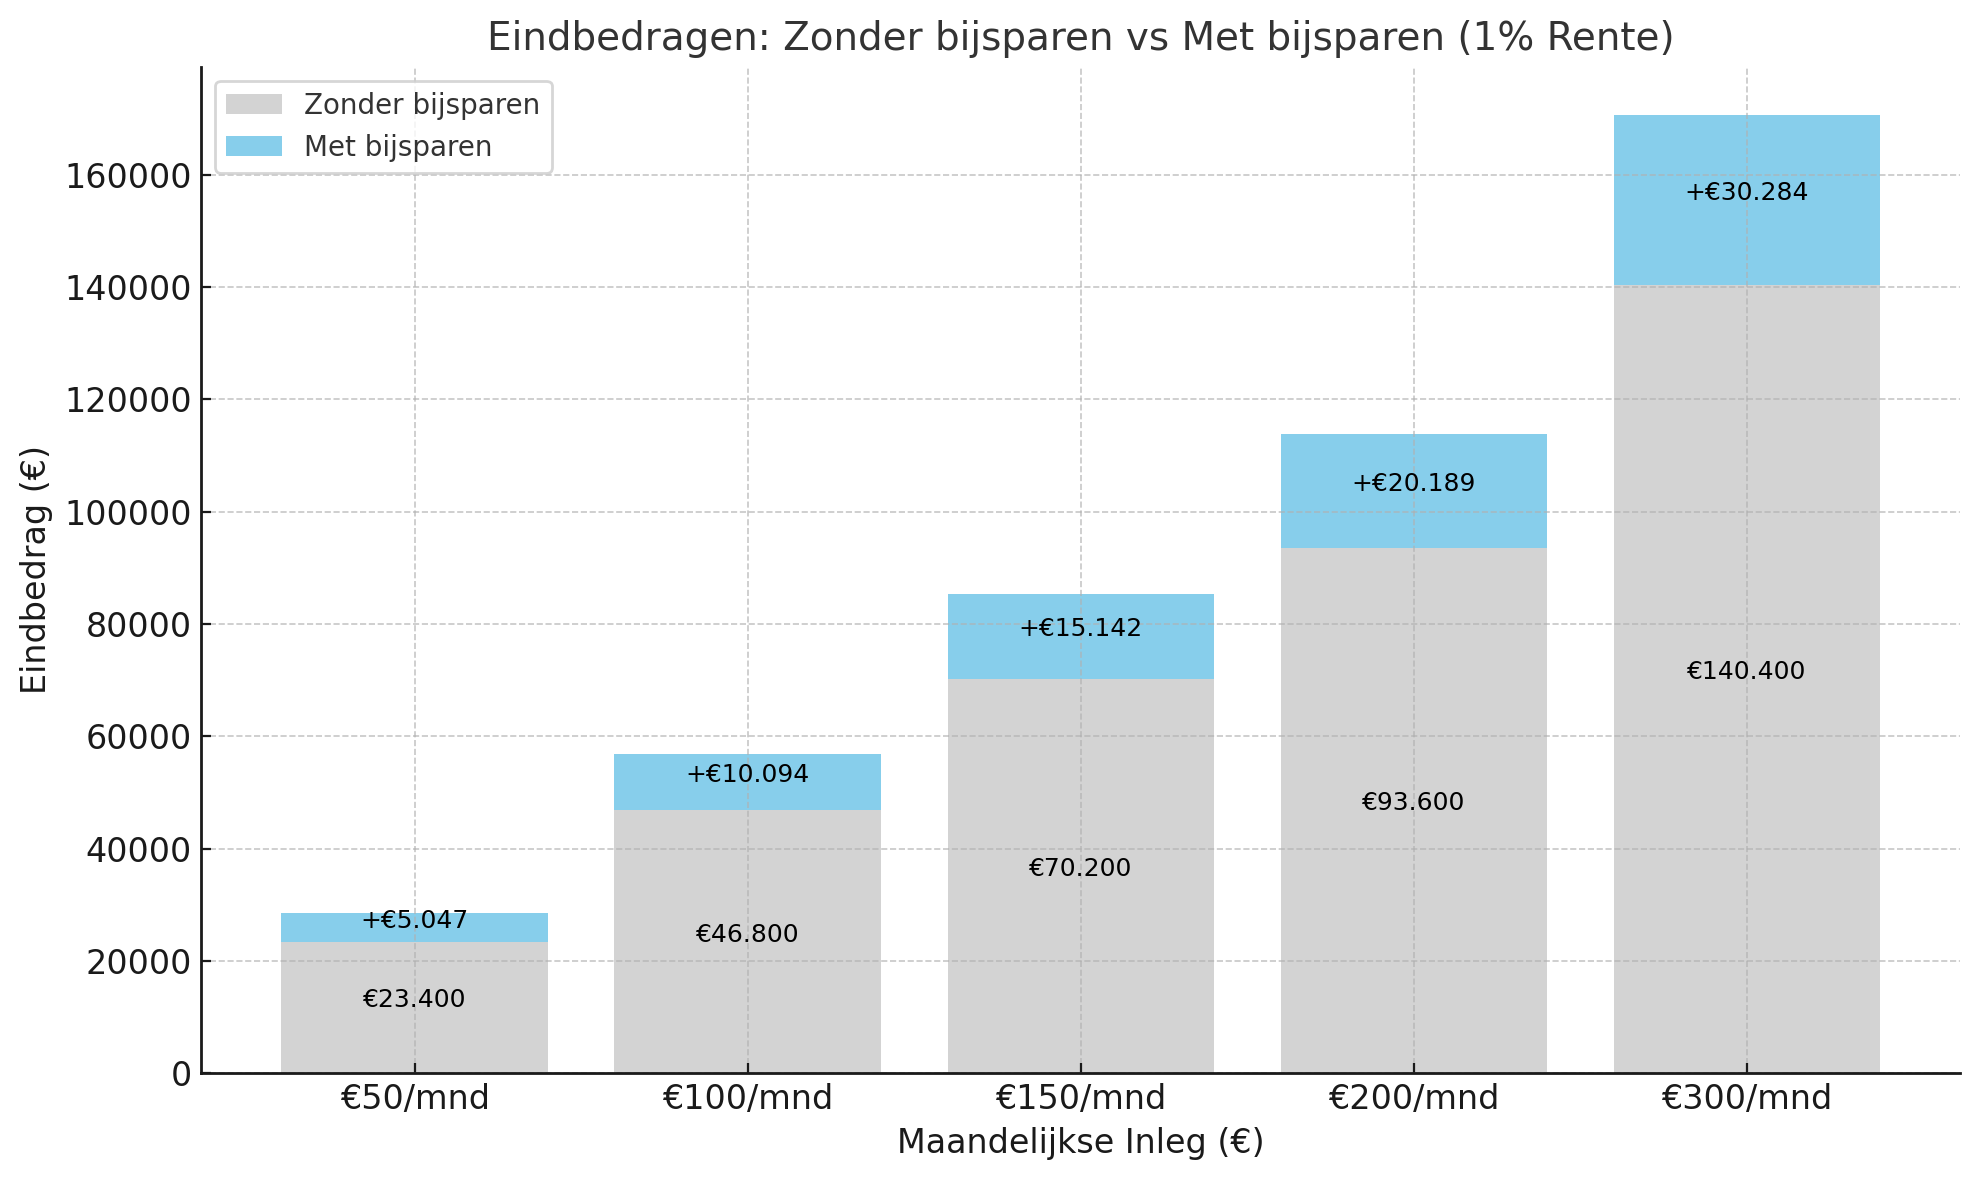 Eindbedragen: Zonder bijsparen vs Met bijsparen (1% Rente)
Zonder bijsparen
Met bijsparen
Eindbedrag (€)
160000
140000
120000
100000
80000
60000
40000
20000
0
+€5.047
€23.400
+€10.094
€46.800
+€15.142
€70.200
+€20.189
€93.600
+€30.284
€140.400
€50/mnd
€100/mnd
€150/mnd
€200/mnd
€300/mnd
Maandelijkse Inleg (€)